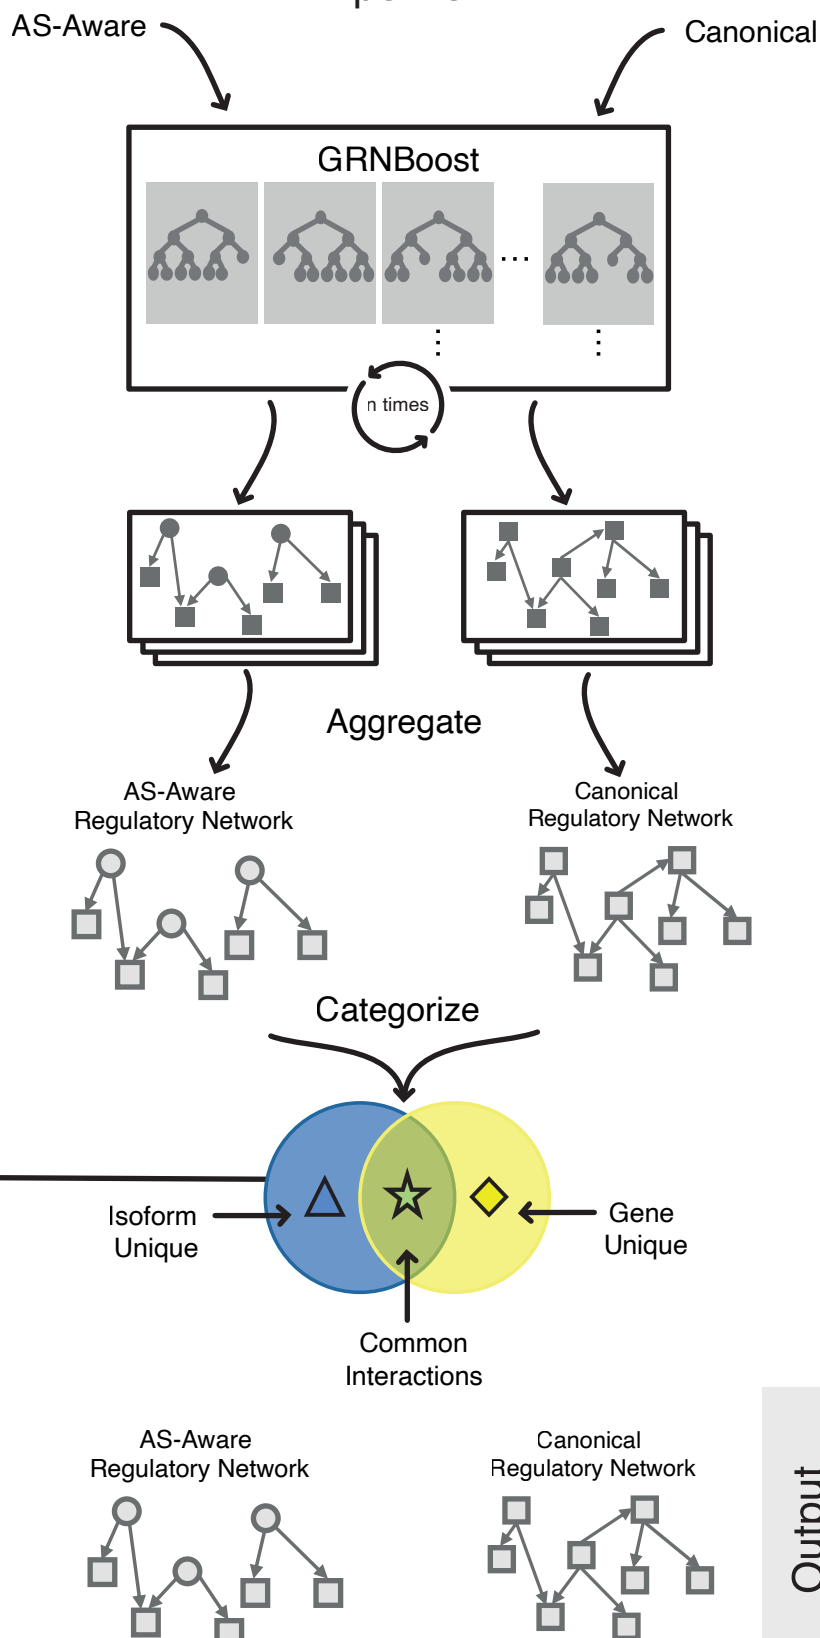 AS-Aware
Canonical
GRNBoost
n times
Aggregate
AS-Aware
Regulatory Network
Canonical
Regulatory Network
Categorize
Isoform
Unique
Gene
Unique
Common
Interactions
AS-Aware
Regulatory Network
Canonical
Regulatory Network
Output